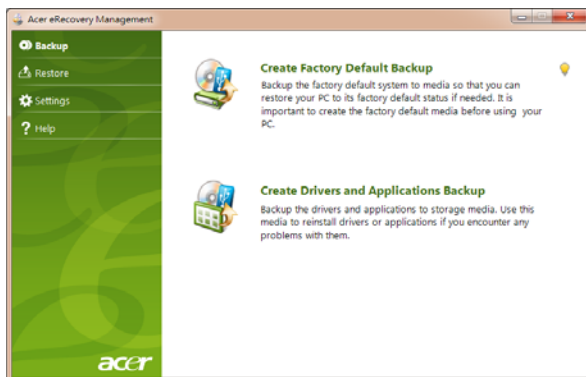 Acer eRecovery Management
Backup
Restore
Settings
Help
Create Factory Default Backup
Backup the factory default system to media so that you can
restore your PC to its factory default status if needed. It is
important to create the factory default media before using your
PC.
Create Drivers and Applications Backup
Backup the drivers and applications to storage media. Use this
media to reinstall drivers or applications if you encounter any
problems with them.
acer